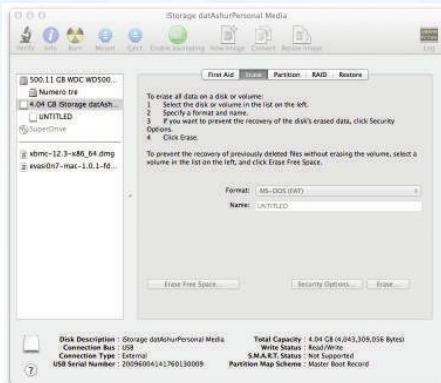 iStorage datAshurPersonal Media
Verify Info Burn Mount Eject Enable Journaling New Image Convert Resize Image Log
First Aid Erase Partition RAID Restore
500.11 GB WDC WD500...
Numero tre
4.04 GB iStorage datAsh...
UNTITLED
SuperDrive
xbmc-12.3-x86_64.dmg
evasi0n7-mac-1.0.1-fd...
To erase all data on a disk or volume:
1 Select the disk or volume in the list on the left.
2 Specify a format and name.
3 If you want to prevent the recovery of the disk's erased data, click Security
Options.
4 Click Erase.
To prevent the recovery of previously deleted files without erasing the volume, select a
volume in the list on the left, and click Erase Free Space.
Format: MS-DOS (FAT)
Name: UNTITLED
Erase Free Space... Security Options... Erase...
Disk Description : iStorage datAshurPersonal Media Total Capacity : 4.04 GB (4,043,309,056 Bytes)
Connection Bus : USB Write Status : Read/Write
Connection Type : External S.M.A.R.T. Status : Not Supported
USB Serial Number : 20096004141760130009 Partition Map Scheme : Master Boot Record
?